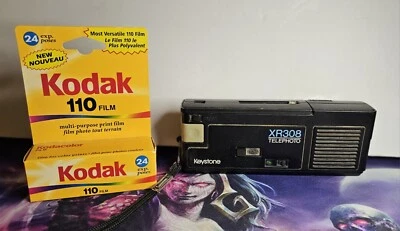 24 exp. poses
Most Versatile 110 Film
Le Film 110 le
Plus Polyvalent
NEW
NOUVEAU
Kodak
110 FILM
multi-purpose print film
film photo tout terrain
Kodak
24 exp. poses
110 FILM
XR308
TELEPHOTO
Keystone